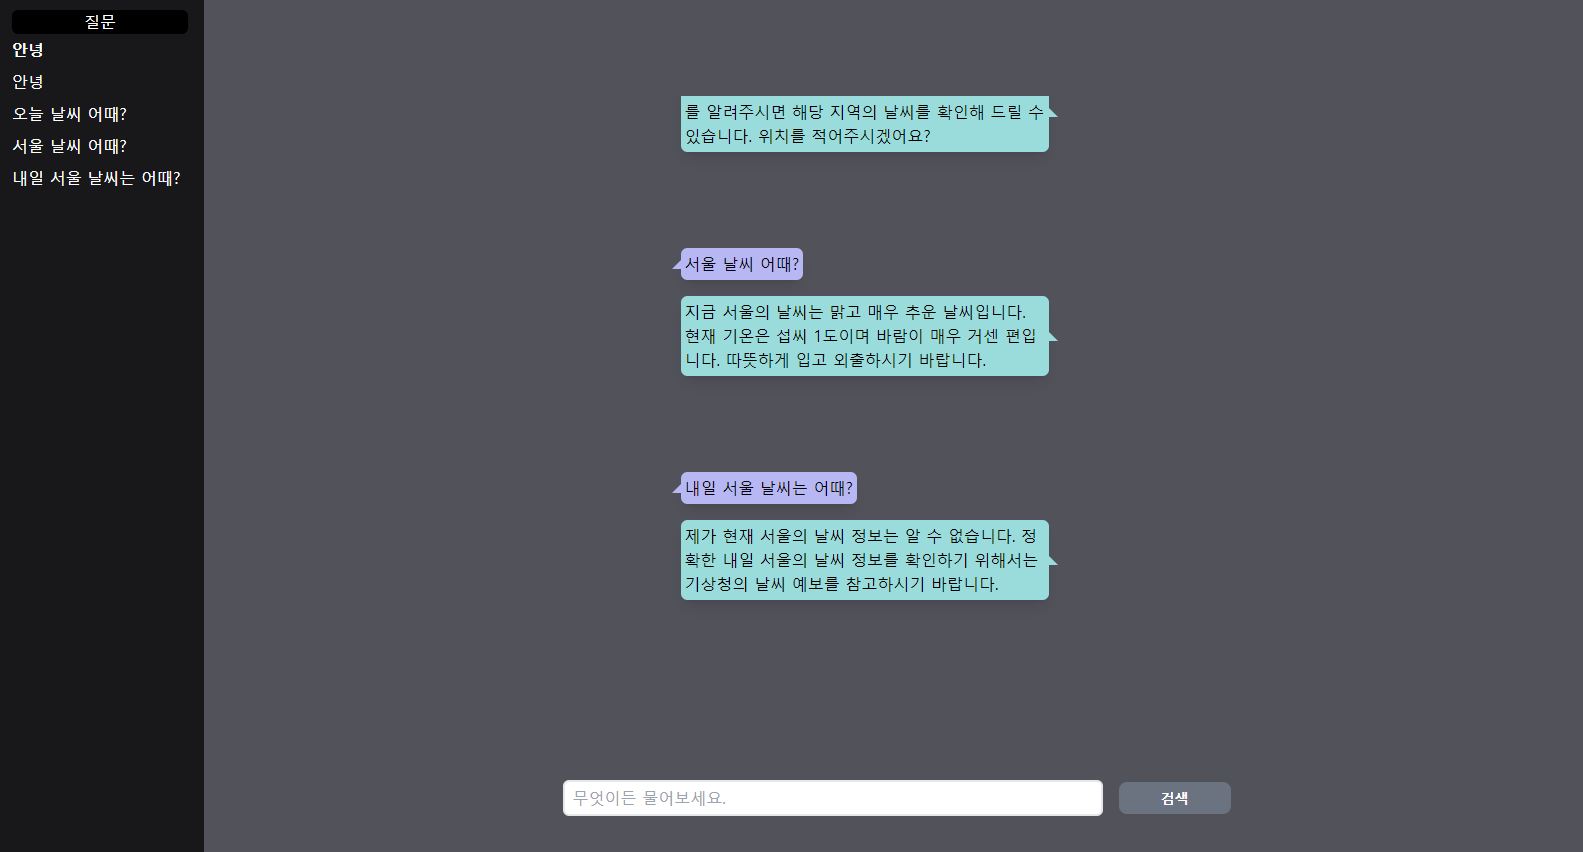 질문
안녕
안녕
오늘 날씨 어때?
서울 날씨 어때?
내일 서울 날씨는 어때?
를 알려주시면 해당 지역의 날씨를 확인해 드릴 수
있습니다. 위치를 적어주시겠어요?
서울 날씨 어때?
지금 서울의 날씨는 맑고 매우 추운 날씨입니다.
현재 기온은 섭씨 1도이며 바람이 매우 거센 편입
니다. 따뜻하게 입고 외출하시기 바랍니다.
내일 서울 날씨는 어때?
제가 현재 서울의 날씨 정보는 알 수 없습니다. 정
확한 내일 서울의 날씨 정보를 확인하기 위해서는
기상청의 날씨 예보를 참고하시기 바랍니다.
무엇이든 물어보세요.
검색